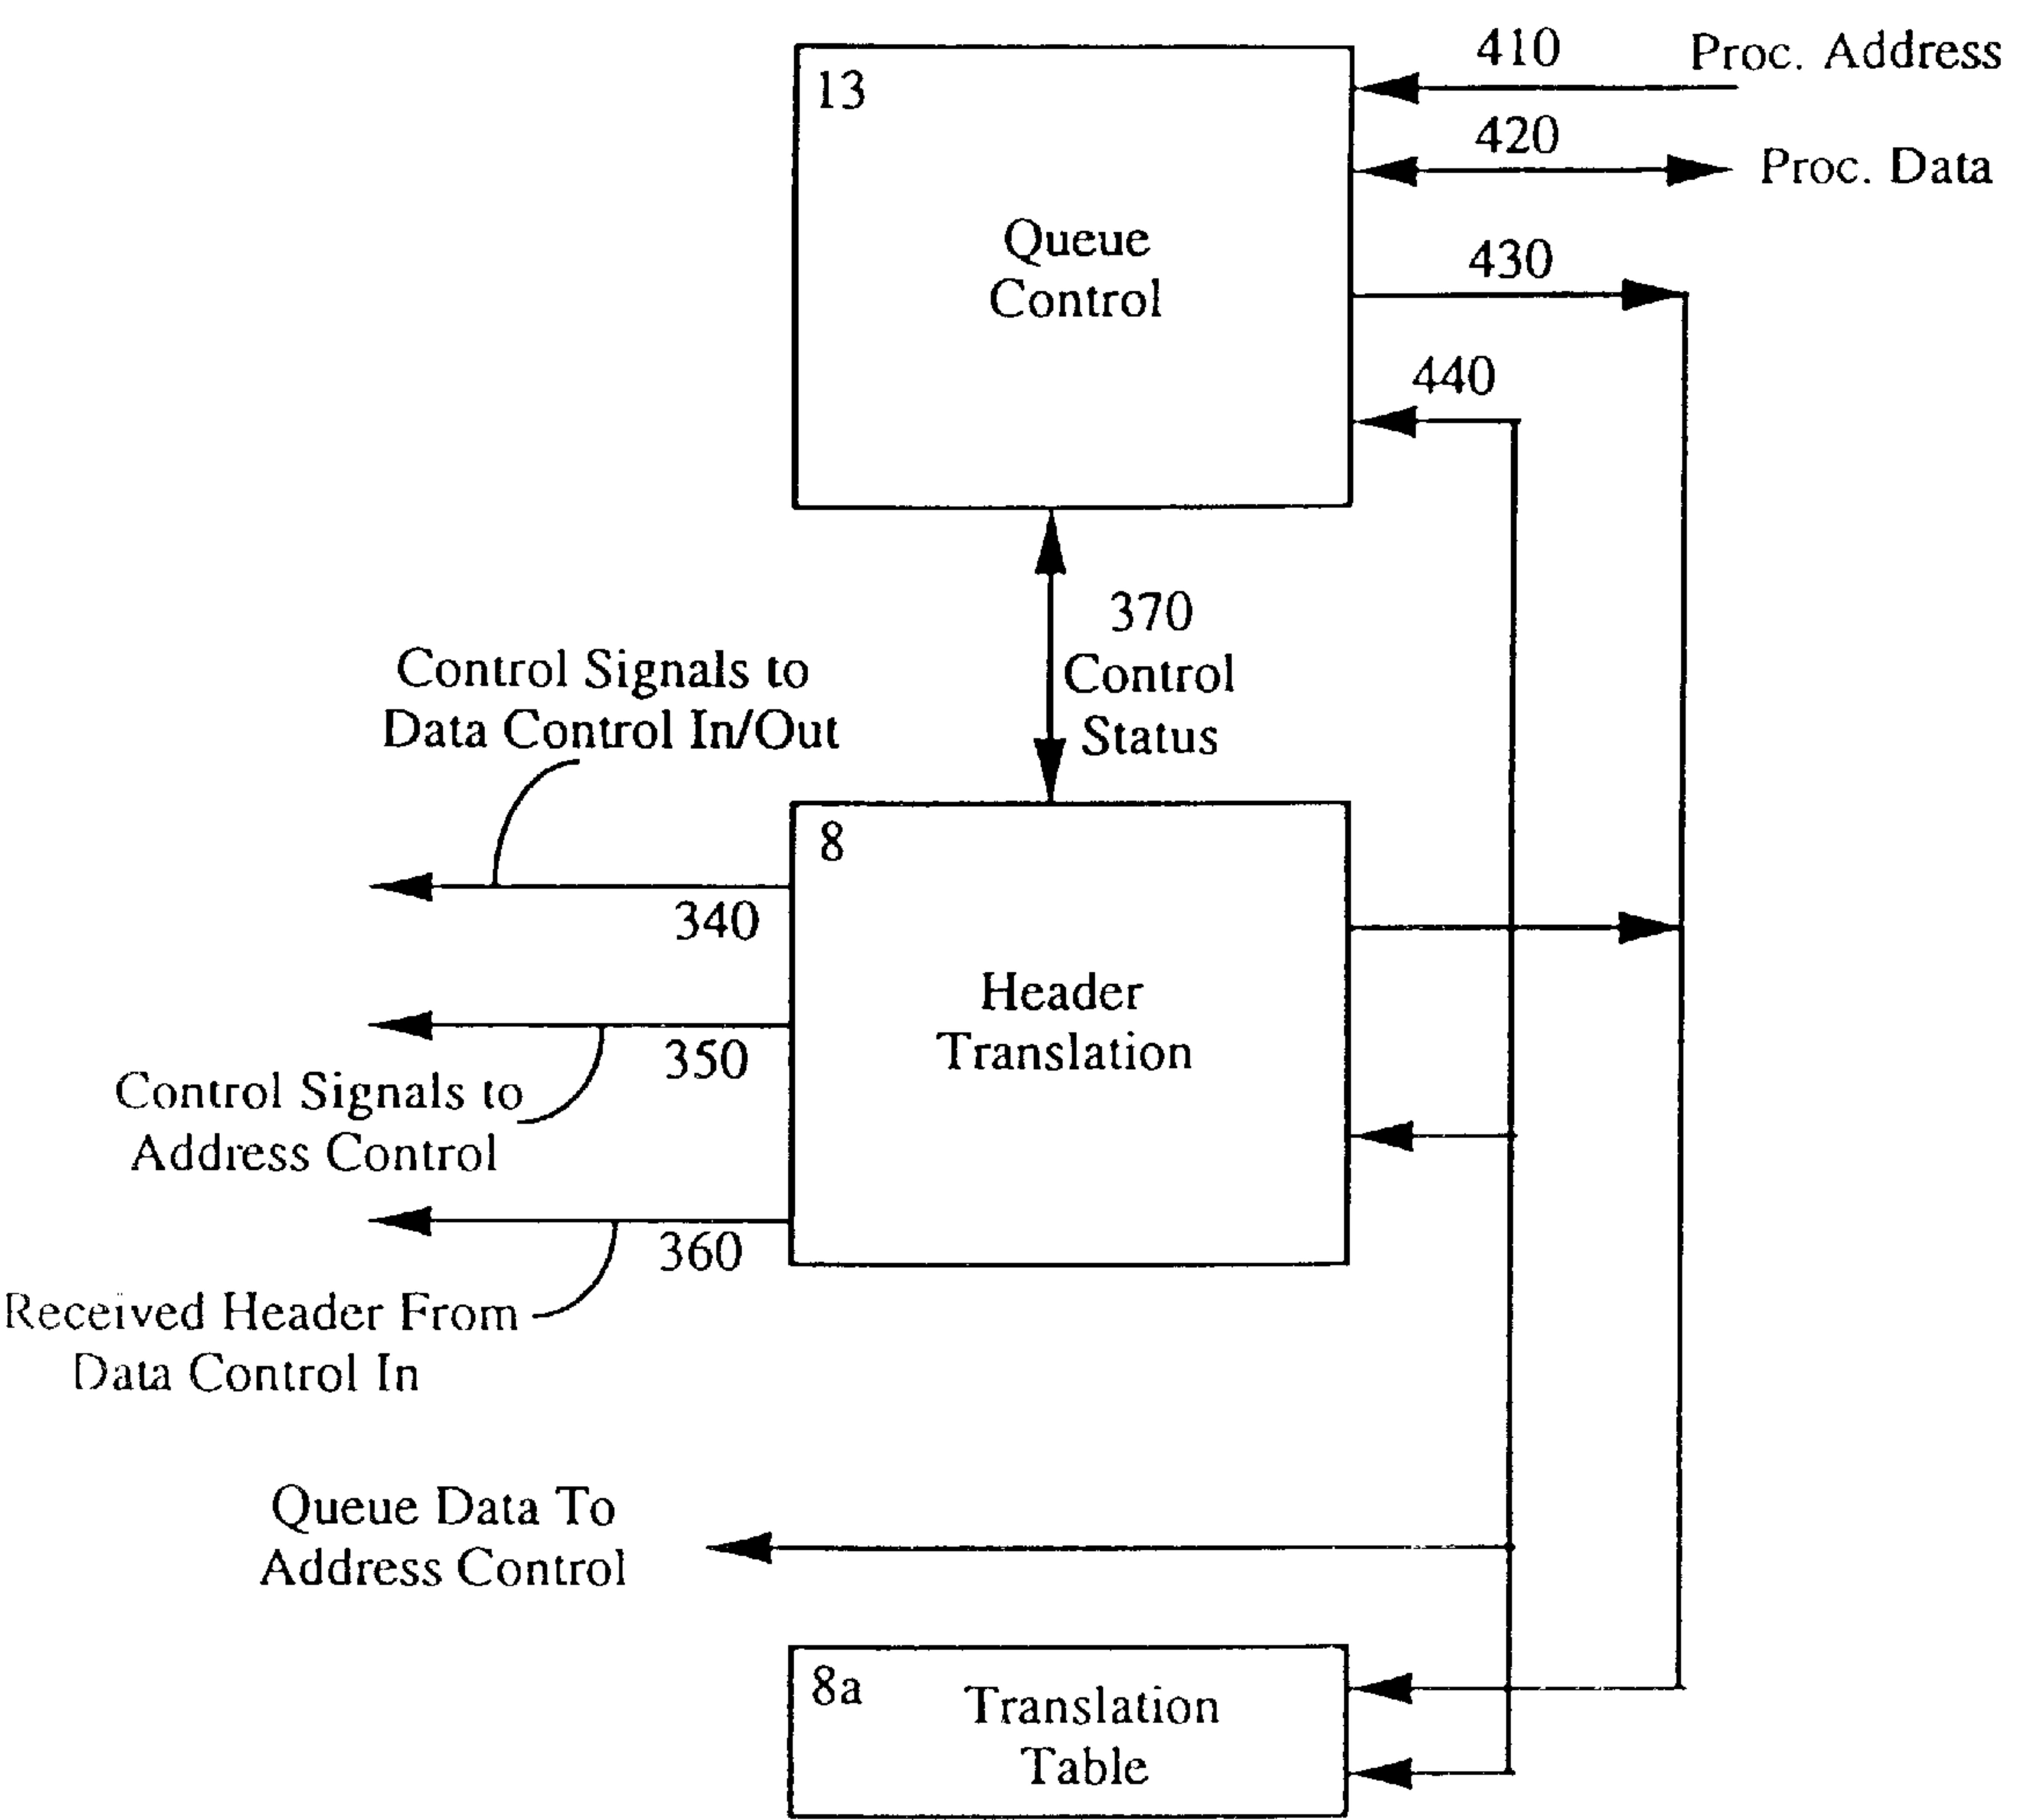 410 Proc. Address
13
420
Proc. Data
Queue
Control
430
440
370
Control
Status
Control Signals to
Data Control In/Out
8
340
Header
Translation
350
Control Signals to
Address Control
360
Received Header From
Data Control In
Queue Data To
Address Control
8a
Translation
Table